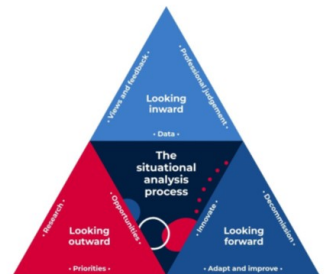 • Views and feedback •
• Professional judgement •
Looking
inward
• Data •
The
situational
analysis
process
• Research •
• Opportunities •
Looking
outward
• Priorities •
• Innovate •
• Decommission •
Looking
forward
• Adapt and improve •